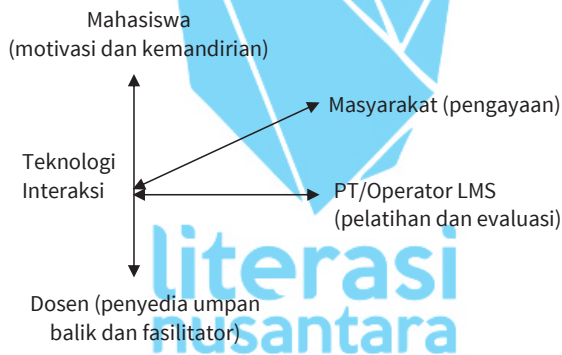 Mahasiswa
(motivasi dan kemandirian)
Masyarakat (pengayaan)
Teknologi
Interaksi
PT/Operator LMS
(pelatihan dan evaluasi)
literasi
nusantara
Dosen (penyedia umpan
balik dan fasilitator)